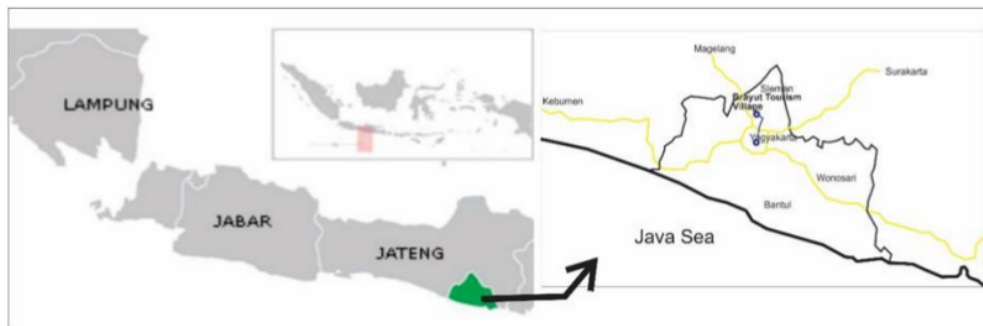 LAMPUNG
JABAR
JATENG
Magelang
Surakarta
Sleman
Brayut Tourism
Village
Kebumen
Yogyakarta
Wonosari
Bantul
Java Sea